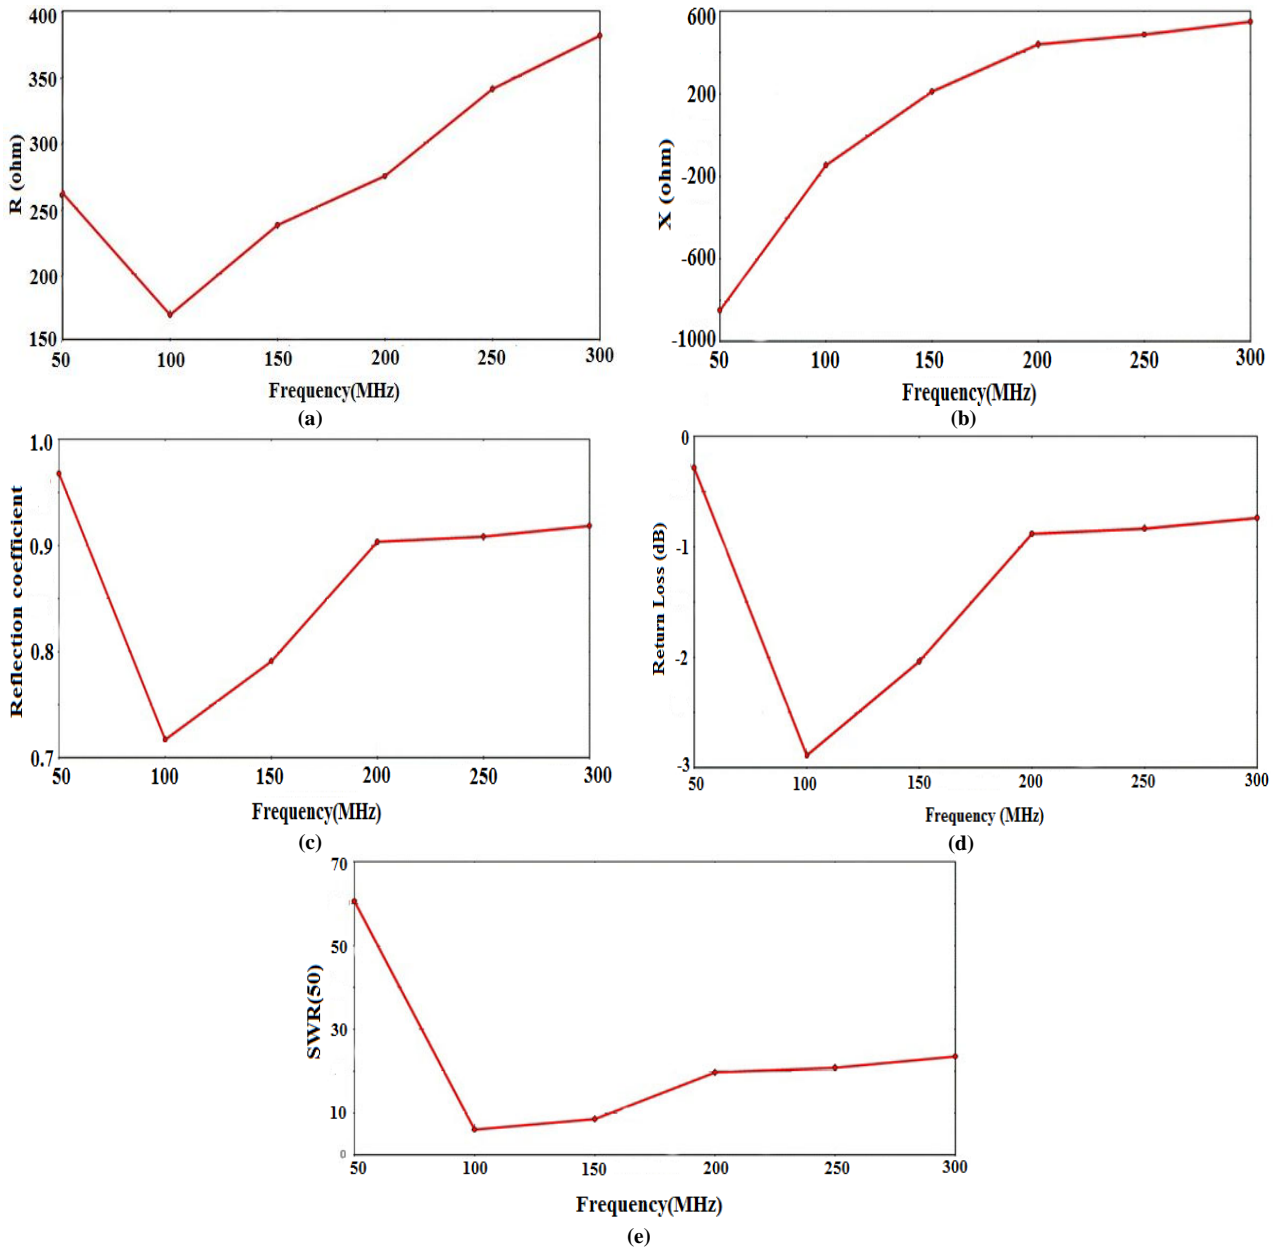 400
350
300
250
200
150
R (ohm)
50 100 150 200 250 300
Frequency(MHz)
(a)
600
200
-200
-600
-1000
X (ohm)
50 100 150 200 250 300
Frequency(MHz)
(b)
1.0
0.9
0.8
0.7
Reflection coefficient
50 100 150 200 250 300
Frequency(MHz)
(c)
0
-1
-2
-3
Return Loss (dB)
50 100 150 200 250 300
Frequency (MHz)
(d)
70
50
30
10
0
SWR(50)
50 100 150 200 250 300
Frequency(MHz)
(e)